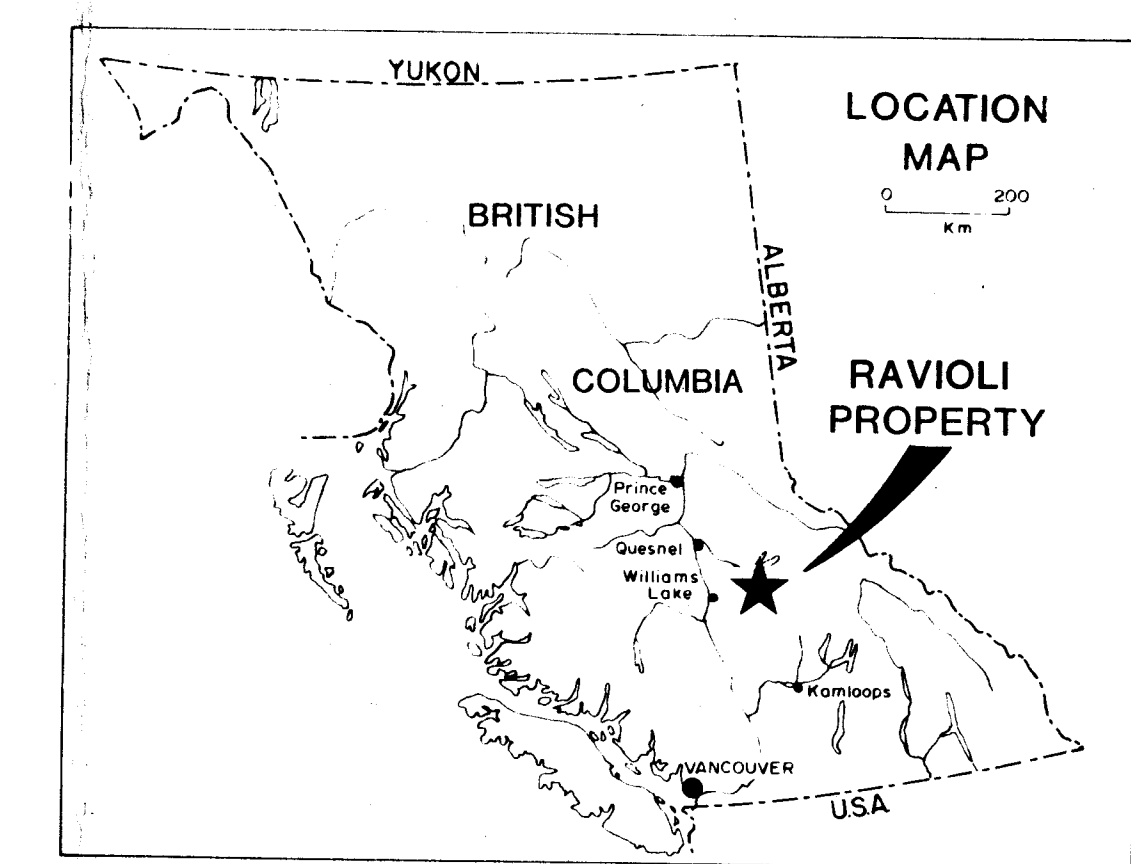 YUKON
LOCATION
MAP
0 200
Km
BRITISH
ALBERTA
COLUMBIA
RAVIOLI
PROPERTY
Prince
George
Quesnel
Williams
Lake
Kamloops
VANCOUVER
U.S.A.